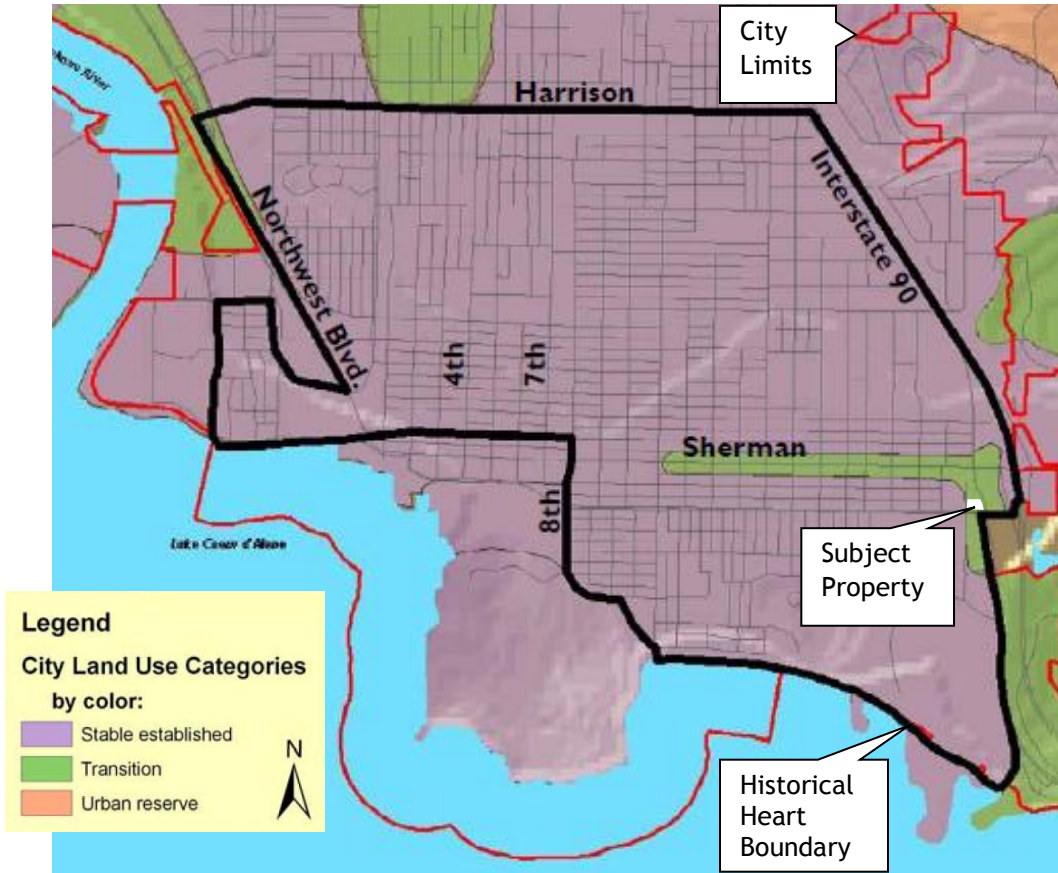 City
Limits
River
Harrison
Interstate 90
Northwest Blvd.
4th
7th
Sherman
8th
Lake Coeur d'Alene
Subject
Property
Legend
City Land Use Categories
by color:
Stable established
Transition
Urban reserve
N
Historical
Heart
Boundary